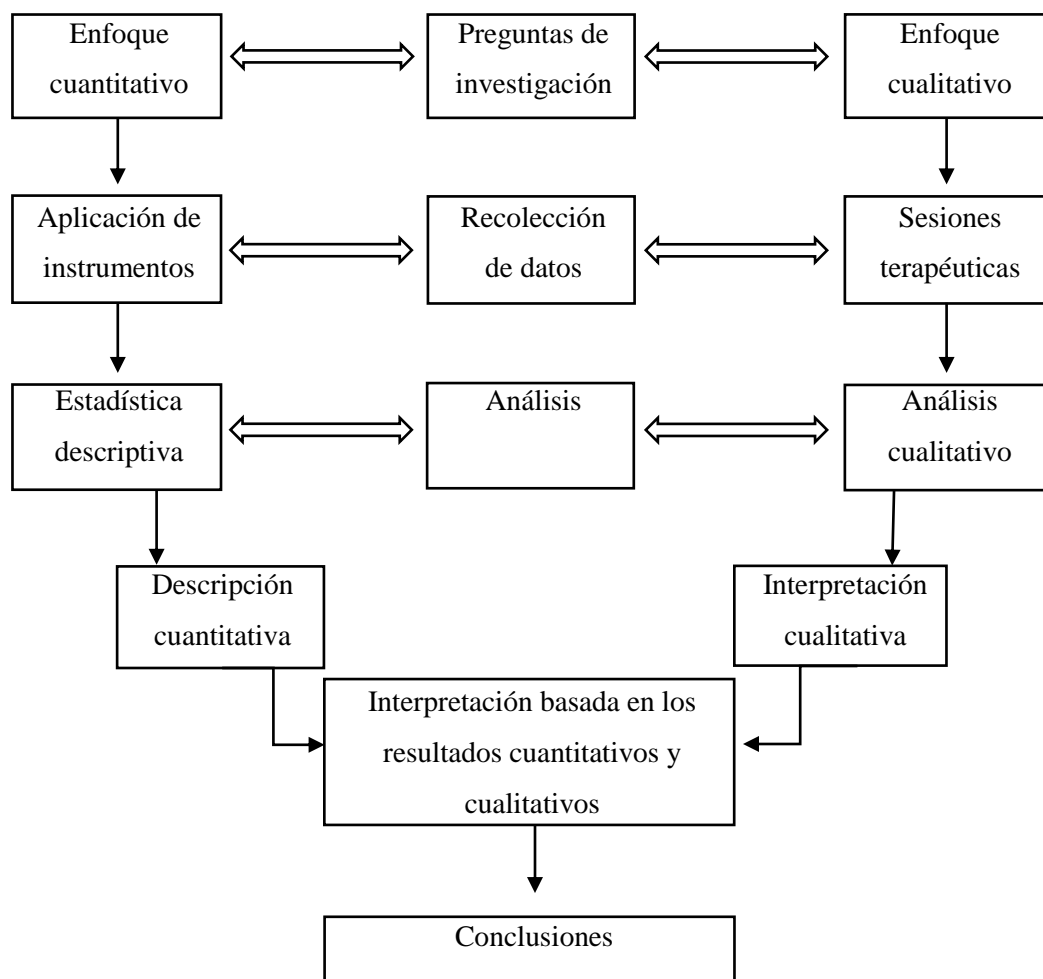 Enfoque
cuantitativo
Preguntas de
investigación
Enfoque
cualitativo
Aplicación de
instrumentos
Recolección
de datos
Sesiones
terapéuticas
Estadística
descriptiva
Análisis
Análisis
cualitativo
Descripción
cuantitativa
Interpretación
cualitativa
Interpretación basada en los
resultados cuantitativos y
cualitativos
Conclusiones